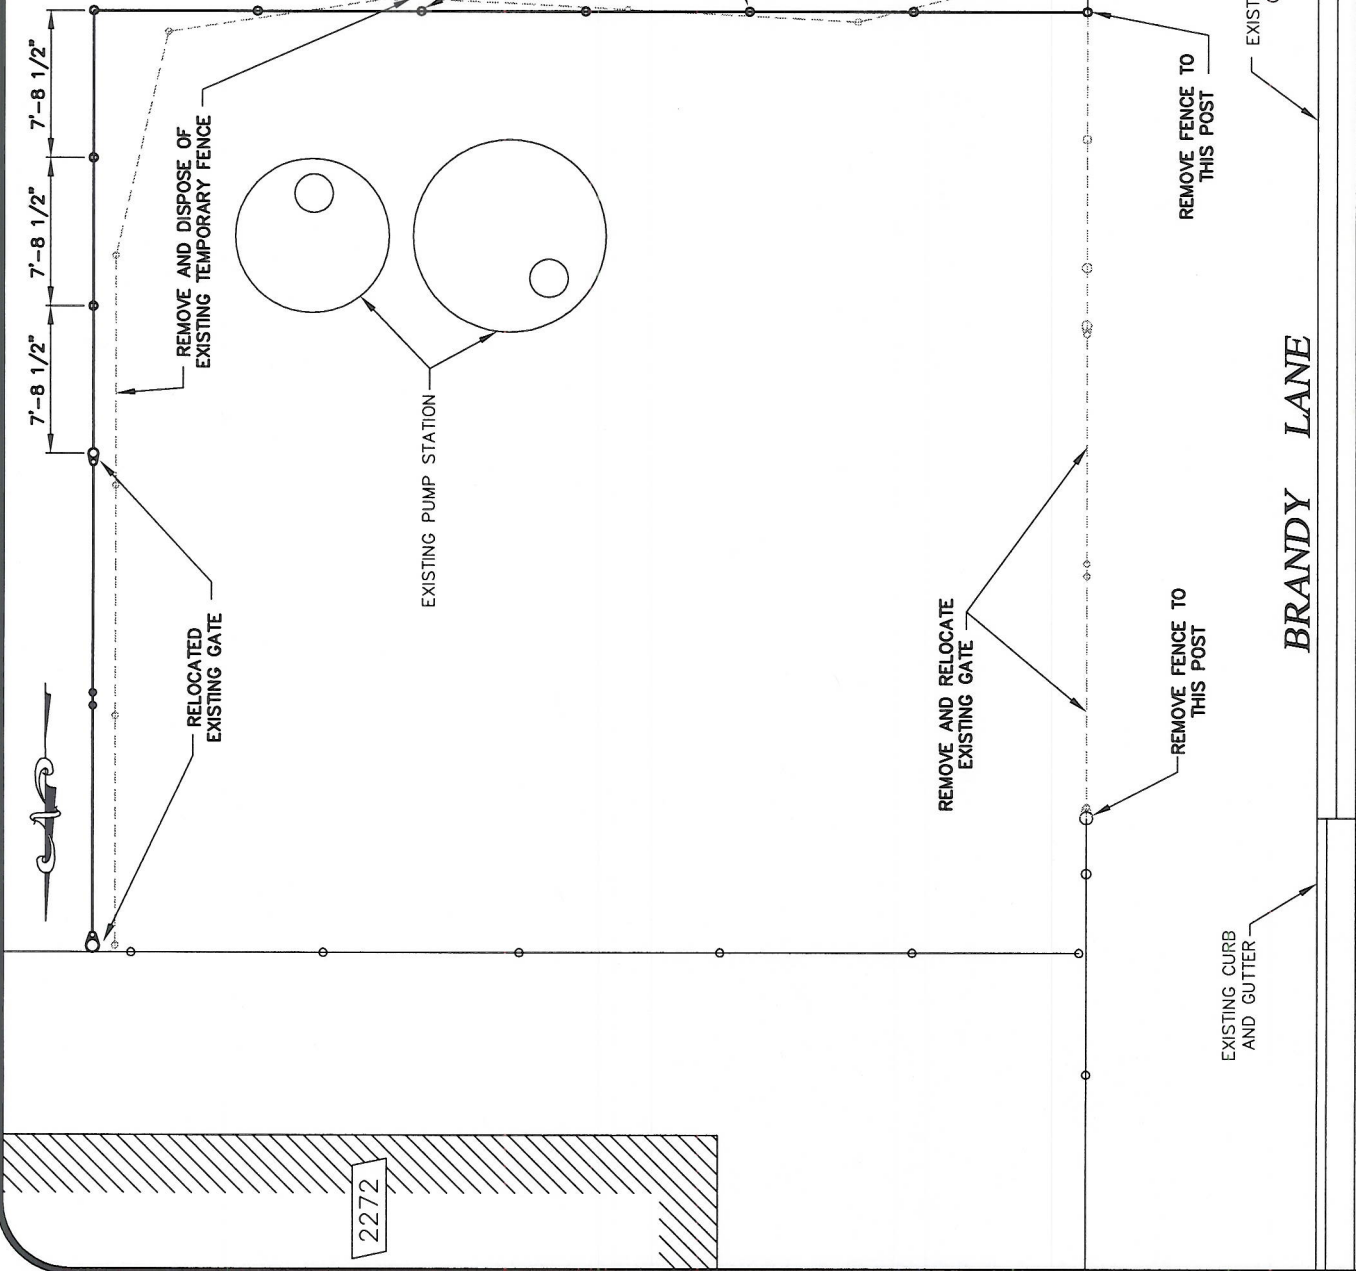 7'-8 1/2"
7'-8 1/2"
7'-8 1/2"
REMOVE AND DISPOSE OF
EXISTING TEMPORARY FENCE
RELOCATED
EXISTING GATE
EXISTING PUMP STATION
REMOVE AND RELOCATE
EXISTING GATE
REMOVE FENCE TO
THIS POST
REMOVE FENCE TO
THIS POST
BRANDY LANE
EXISTING CURB
AND GUTTER
2272
N